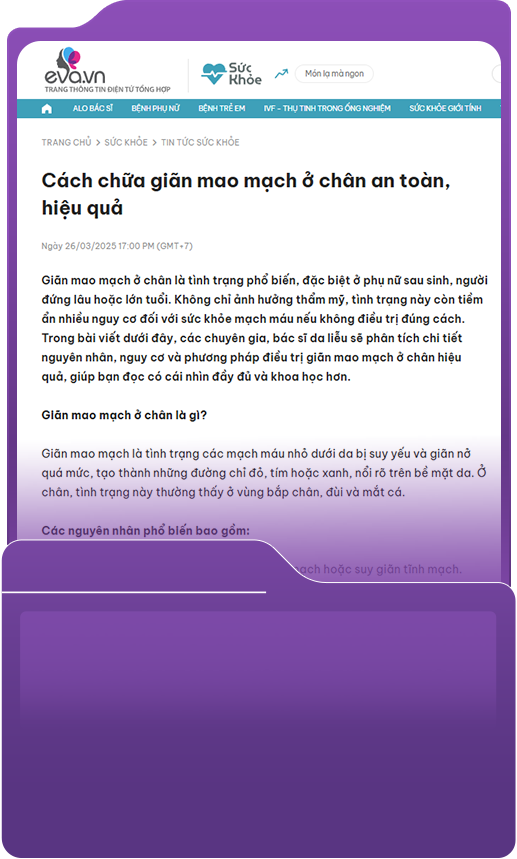 eva.vn
TRANG THÔNG TIN ĐIỆN TỬ TỔNG HỢP
Sức
Khỏe
Món lạ mà ngon
ALO BÁC SĨ BỆNH PHỤ NỮ BỆNH TRẺ EM IVF - THỤ TINH TRONG ỐNG NGHIỆM SỨC KHỎE GIỚI TÍNH
TRANG CHỦ > SỨC KHỎE > TIN TỨC SỨC KHỎE
Cách chữa giãn mao mạch ở chân an toàn,
hiệu quả
Ngày 26/03/2025 17:00 PM (GMT+7)
Giãn mao mạch ở chân là tình trạng phổ biến, đặc biệt ở phụ nữ sau sinh, người
đứng lâu hoặc lớn tuổi. Không chỉ ảnh hưởng thẩm mỹ, tình trạng này còn tiềm
ẩn nhiều nguy cơ đối với sức khỏe mạch máu nếu không điều trị đúng cách.
Trong bài viết dưới đây, các chuyên gia, bác sĩ da liễu sẽ phân tích chi tiết
nguyên nhân, nguy cơ và phương pháp điều trị giãn mao mạch ở chân hiệu
quả, giúp bạn đọc có cái nhìn đầy đủ và khoa học hơn.
Giãn mao mạch ở chân là gì?
Giãn mao mạch là tình trạng các mạch máu nhỏ dưới da bị suy yếu và giãn nở
quá mức, tạo thành những đường chỉ đỏ, tím hoặc xanh, nổi rõ trên bề mặt da. Ở
chân, tình trạng này thường thấy ở vùng bắp chân, đùi và mắt cá.
Các nguyên nhân phổ biến bao gồm:
hoặc suy giãn tĩnh mạch.